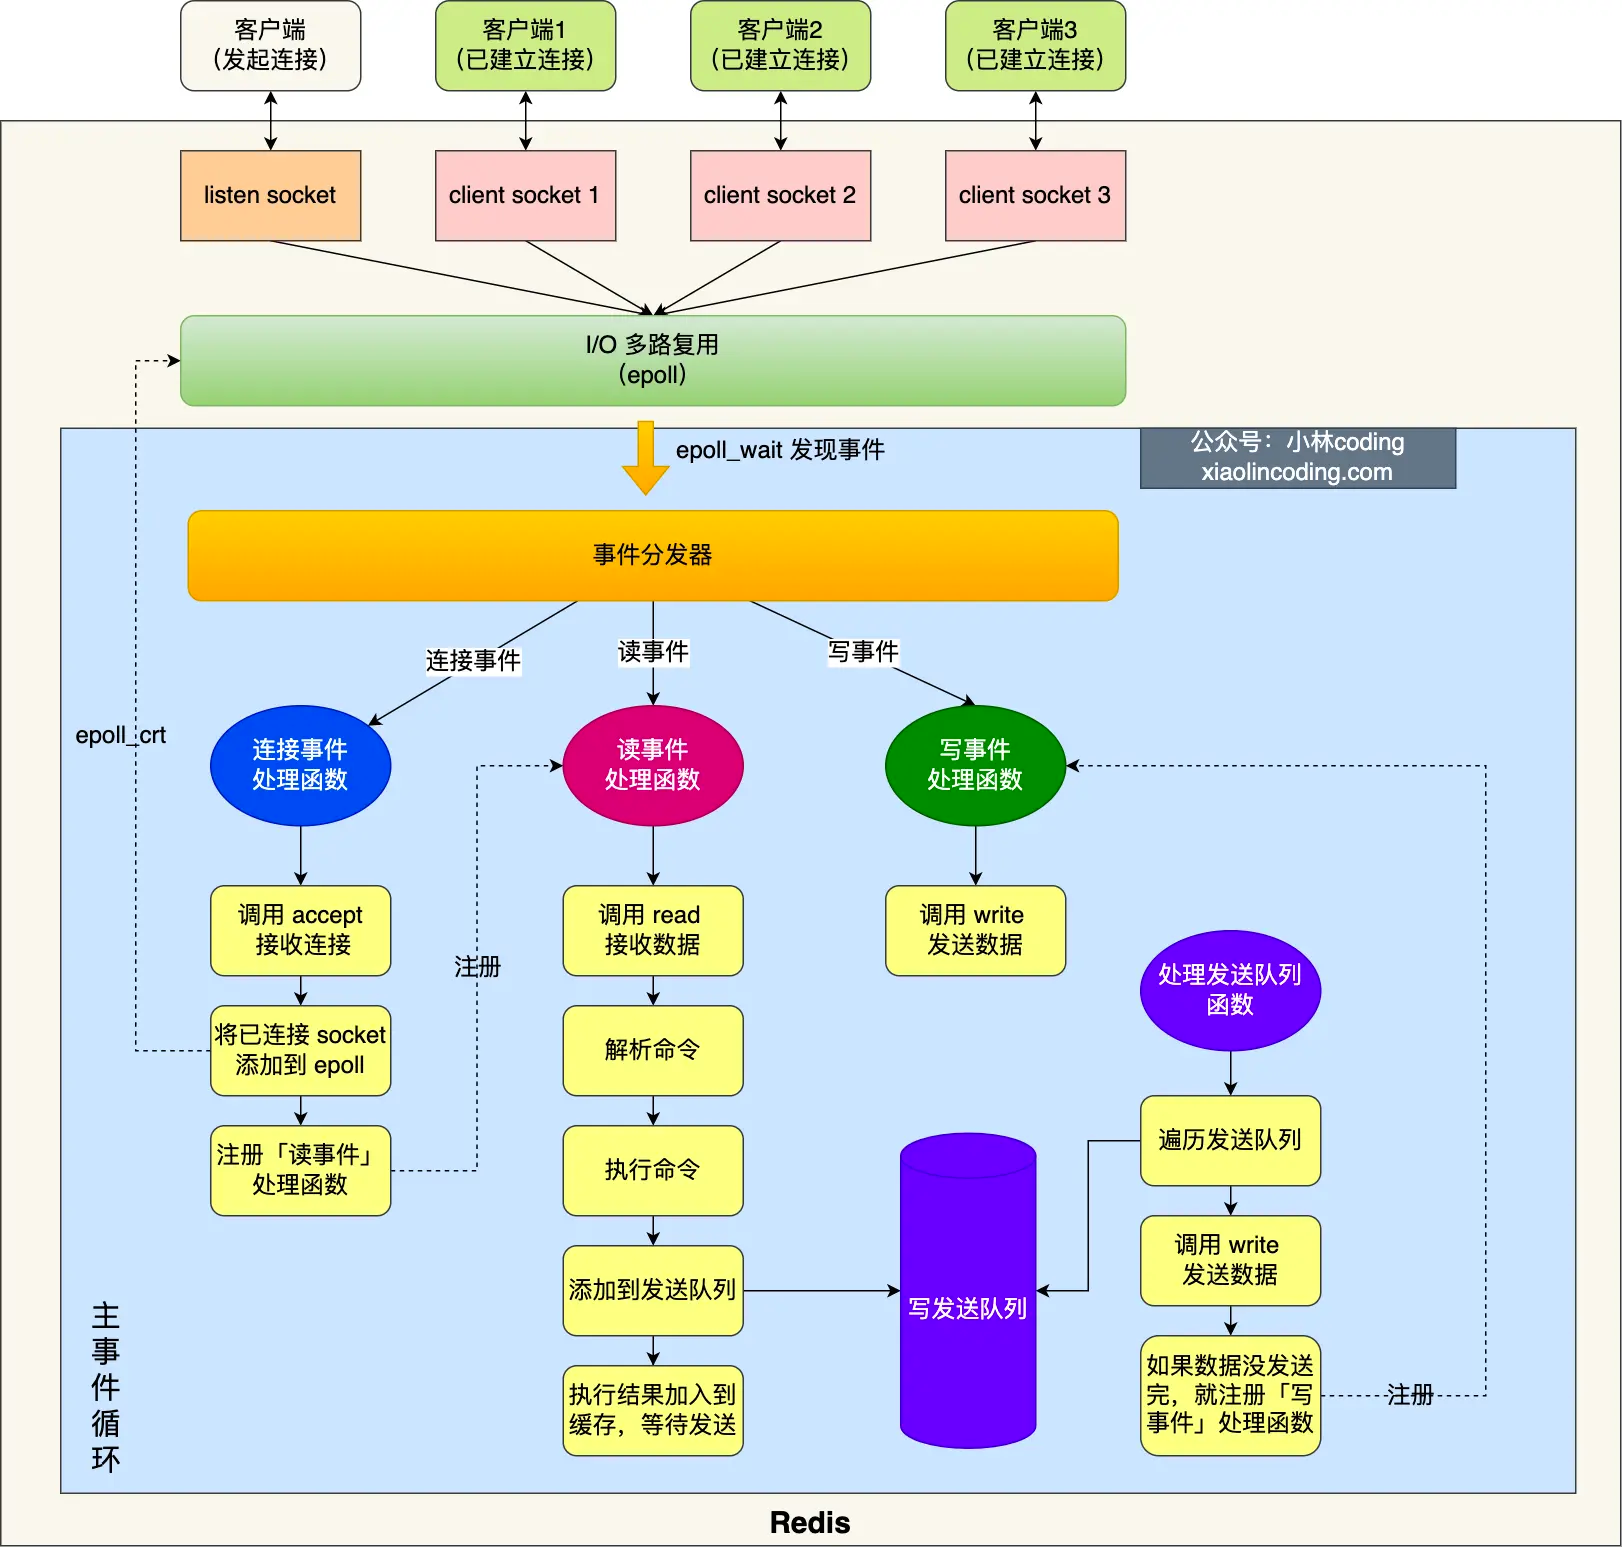 客户端
（发起连接）
客户端1
（已建立连接）
客户端2
（已建立连接）
客户端3
（已建立连接）
listen socket
client socket 1
client socket 2
client socket 3
I/O 多路复用
（epoll）
epoll_wait 发现事件
公众号：小林coding
xiaolincoding.com
事件分发器
连接事件
读事件
写事件
epoll_crt
连接事件
处理函数
读事件
处理函数
写事件
处理函数
调用 accept
接收连接
调用 read
接收数据
调用 write
发送数据
注册
处理发送队列
函数
将已连接 socket
添加到 epoll
解析命令
注册「读事件」
处理函数
执行命令
遍历发送队列
添加到发送队列
写发送队列
调用 write
发送数据
执行结果加入到
缓存，等待发送
如果数据没发送
完，就注册「写
事件」处理函数
注册
主
事
件
循
环
Redis